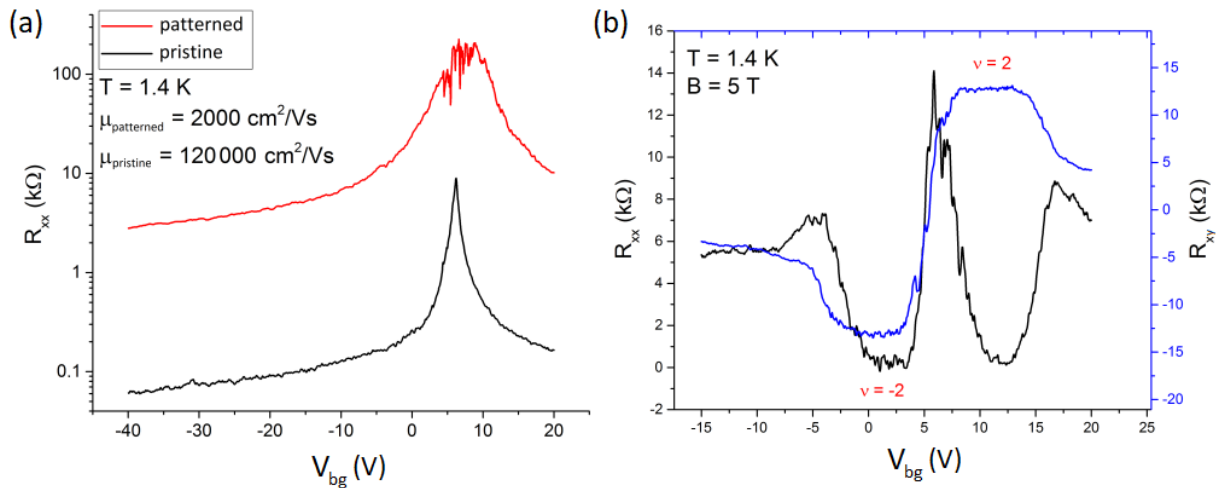 (a)
patterned
pristine
T = 1.4 K
μpatterned = 2000 cm²/Vs
μpristine = 120 000 cm²/Vs
100
10
1
0.1
Rxx (kΩ)
-40 -30 -20 -10 0 10 20
Vbg (V)
(b)
T = 1.4 K
B = 5 T
ν = 2
ν = -2
16
14
12
10
8
6
4
2
0
-2
Rxx (kΩ)
15
10
5
0
-5
-10
-15
-20
Rxy (kΩ)
-15 -10 -5 0 5 10 15 20 25
Vbg (V)